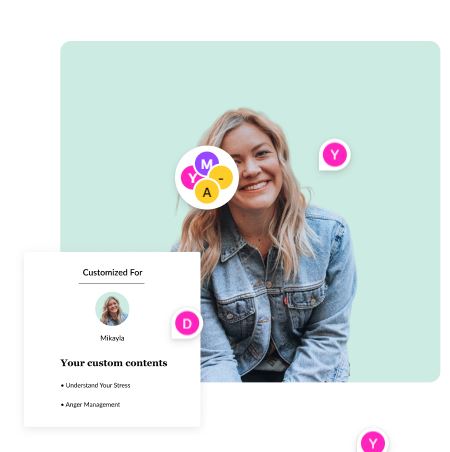 M
Y
-
A
Y
Customized For
D
Mikayla
Your custom contents
• Understand Your Stress
• Anger Management
Y